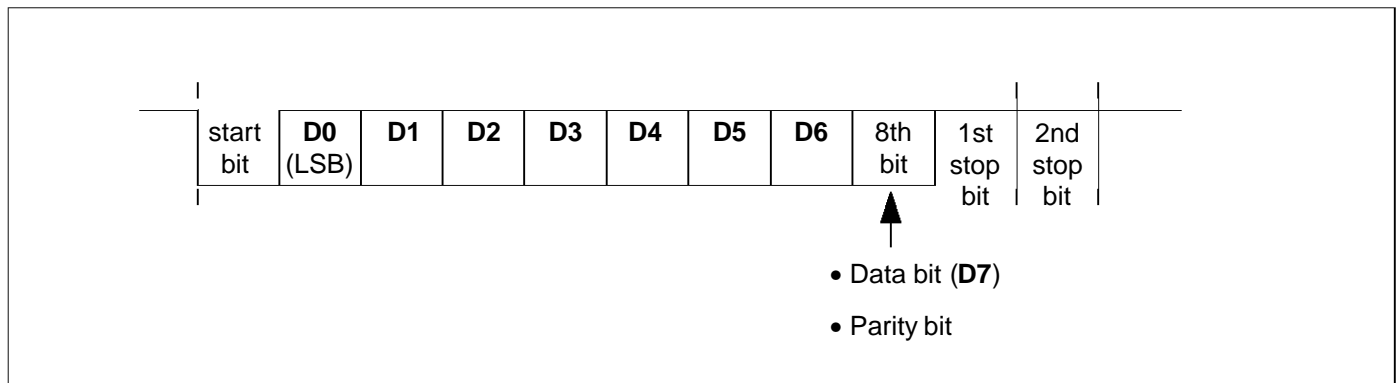 start bit
D0 (LSB)
D1
D2
D3
D4
D5
D6
8th bit
1st stop bit
2nd stop bit
• Data bit (D7)
• Parity bit